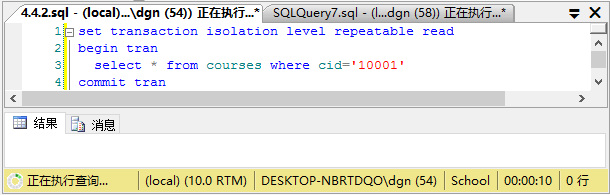 4.4.2.sql - (local)...\dgn (54)) 正在执行...*
SQLQuery7.sql - (l...dgn (58)) 正在执行...*
1 set transaction isolation level repeatable read
2 begin tran
3 select * from courses where cid='10001'
4 commit tran
结果 消息
正在执行查询... (local) (10.0 RTM) DESKTOP-NBRTDQO\dgn (54) School 00:00:10 0 行